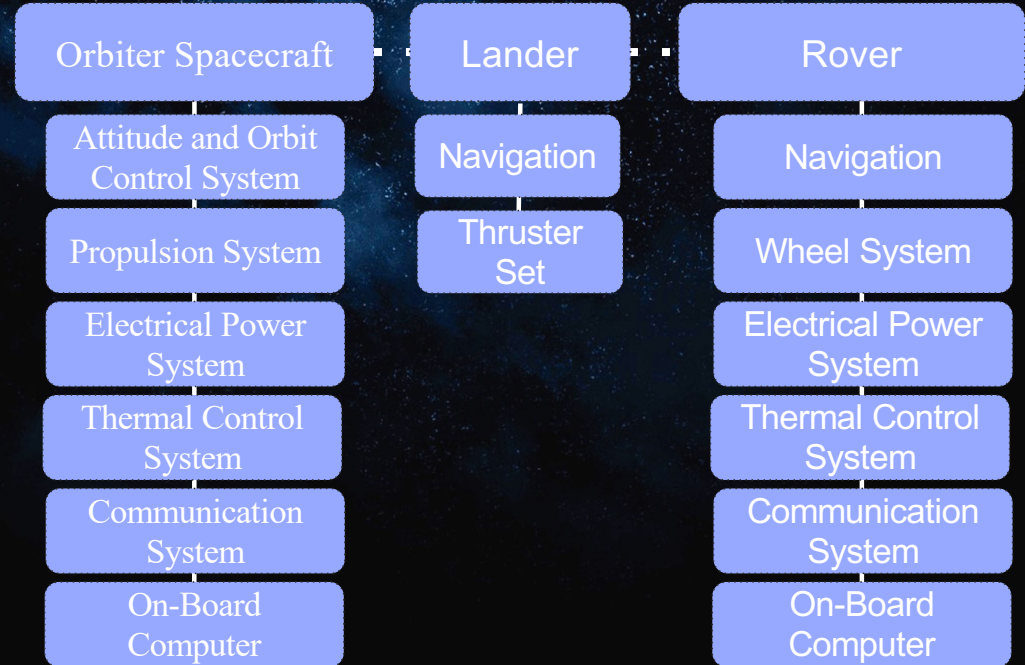 Orbiter Spacecraft
Lander
Rover
Attitude and Orbit
Control System
Propulsion System
Electrical Power
System
Thermal Control
System
Communication
System
On-Board
Computer
Navigation
Thruster
Set
Navigation
Wheel System
Electrical Power
System
Thermal Control
System
Communication
System
On-Board
Computer